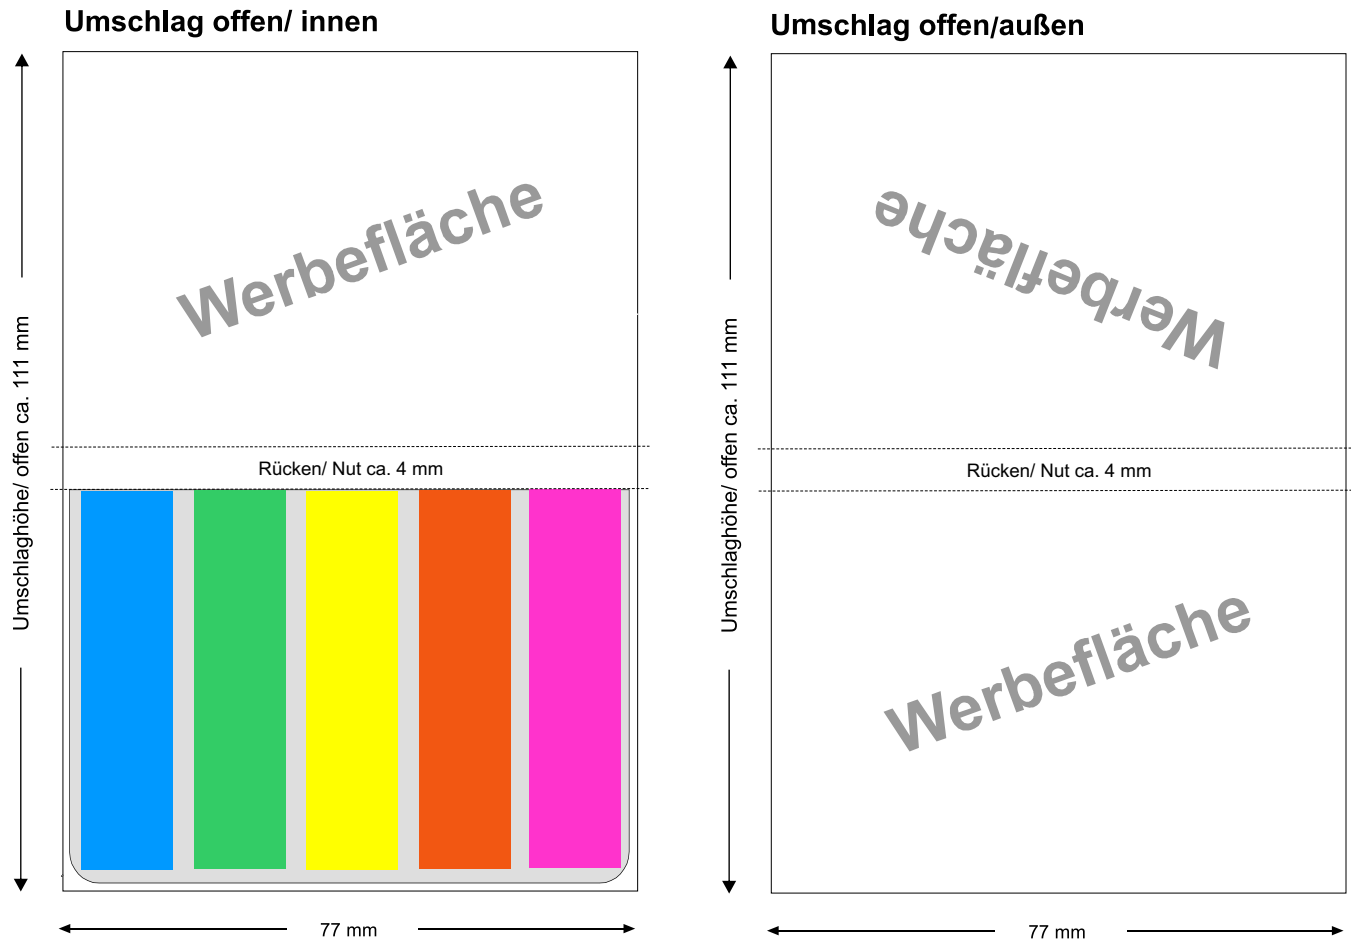 Umschlag offen/ innen
Werbefläche
Umschlaghöhe/ offen ca. 111 mm
Rücken/ Nut ca. 4 mm
77 mm
Umschlag offen/außen
Werbefläche
Umschlaghöhe/ offen ca. 111 mm
Rücken/ Nut ca. 4 mm
Werbefläche
77 mm